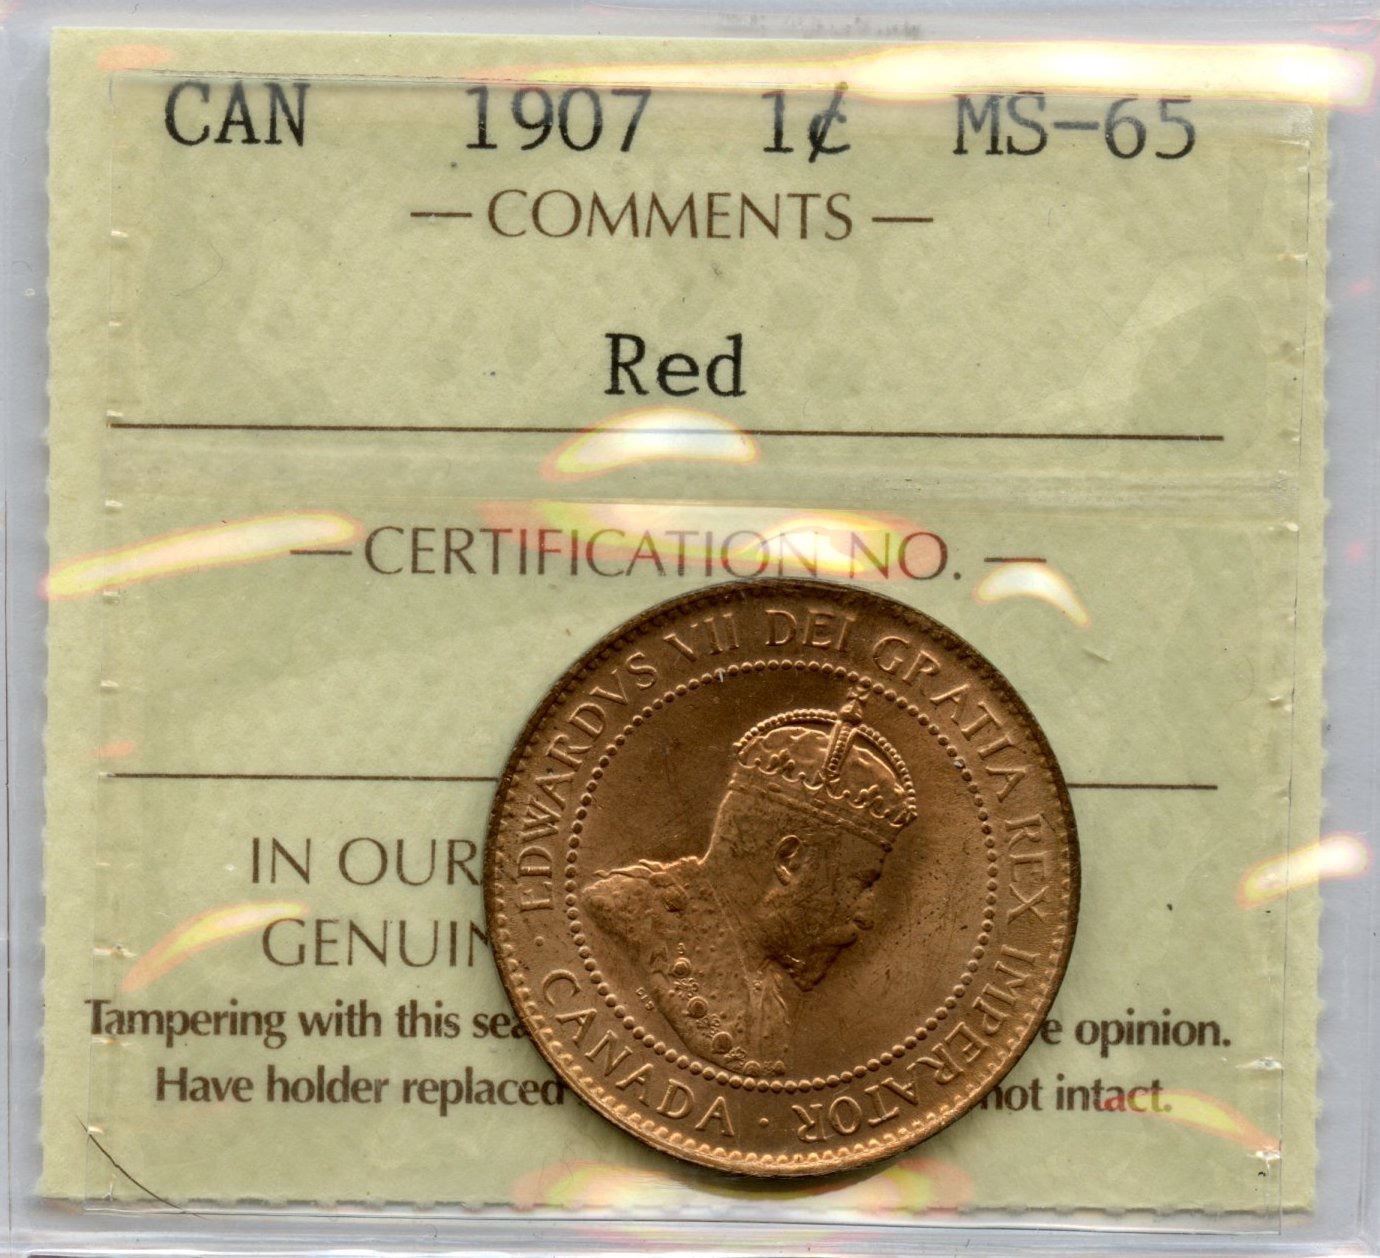 CAN 1907 1¢ MS-65
— COMMENTS —
Red
— CERTIFICATION NO. —
IN OUR
GENUIN
Tampering with this sea e opinion.
Have holder replaced not intact.
· EDWARDVS VII DEI GRATIA REX IMPERATOR · CANADA